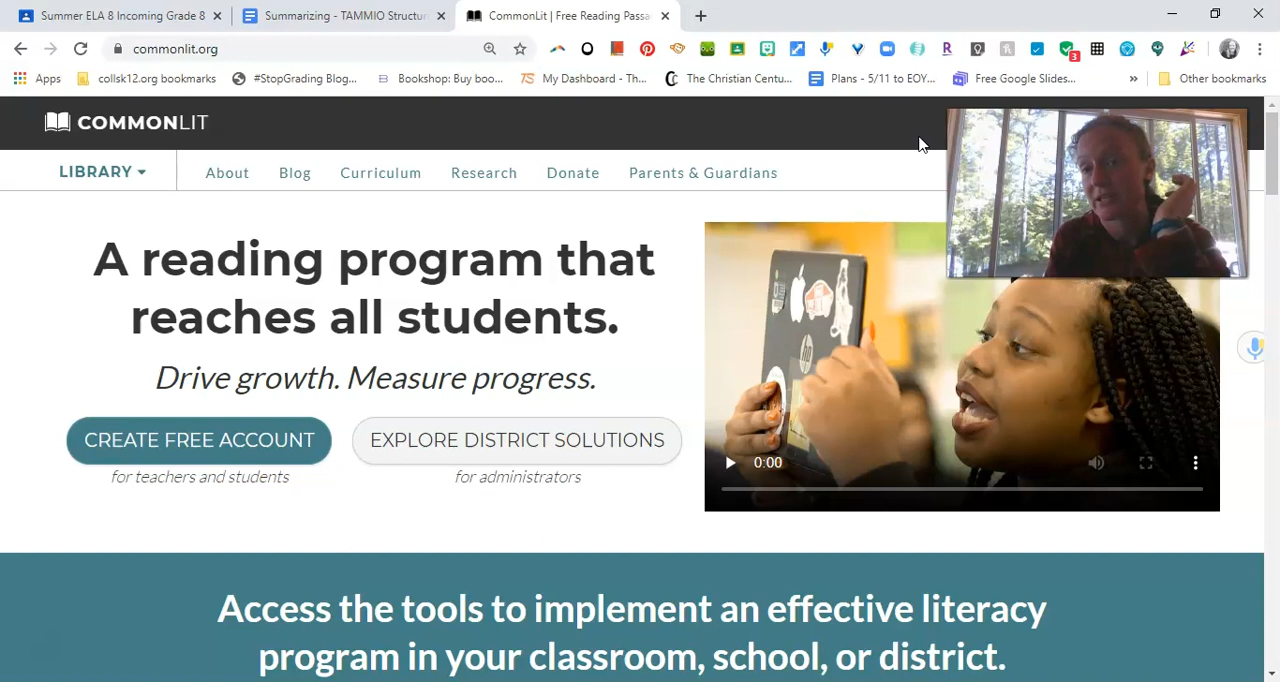 Summer ELA 8 Incoming Grade 8
Summarizing - TAMMIO Structur
CommonLit | Free Reading Passa
commonlit.org
3
Apps
collsk12.org bookmarks
#StopGrading Blog...
Bookshop: Buy boo...
My Dashboard - Th...
The Christian Centu...
Plans - 5/11 to EOY...
Free Google Slides...
Other bookmarks
COMMONLIT
LIBRARY
About
Blog
Curriculum
Research
Donate
Parents & Guardians
A reading program that
reaches all students.
Drive growth. Measure progress.
CREATE FREE ACCOUNT
for teachers and students
EXPLORE DISTRICT SOLUTIONS
for administrators
hp
0:00
Access the tools to implement an effective literacy
program in your classroom, school, or district.